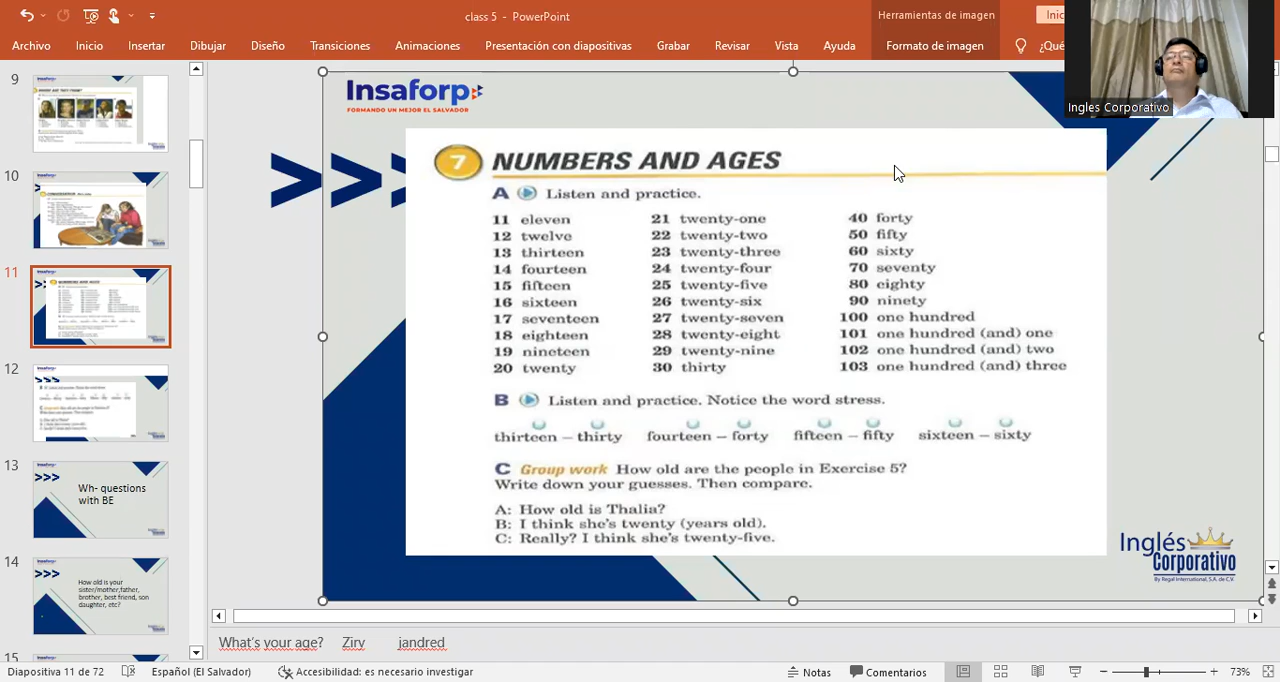 class 5 - PowerPoint
Herramientas de imagen
Inic
Archivo Inicio Insertar Dibujar Diseño Transiciones Animaciones Presentación con diapositivas Grabar Revisar Vista Ayuda Formato de imagen ¿Qué
Ingles Corporativo
9
10
11
12
13
Wh- questions
with BE
14
How old is your
sister/mother,father,
brother, best friend, son
daughter, etc?
15
Insaforp
FORMANDO UN MEJOR EL SALVADOR
7 NUMBERS AND AGES
A Listen and practice.
11 eleven 21 twenty-one 40 forty
12 twelve 22 twenty-two 50 fifty
13 thirteen 23 twenty-three 60 sixty
14 fourteen 24 twenty-four 70 seventy
15 fifteen 25 twenty-five 80 eighty
16 sixteen 26 twenty-six 90 ninety
17 seventeen 27 twenty-seven 100 one hundred
18 eighteen 28 twenty-eight 101 one hundred (and) one
19 nineteen 29 twenty-nine 102 one hundred (and) two
20 twenty 30 thirty 103 one hundred (and) three
B Listen and practice. Notice the word stress.
thirteen – thirty fourteen – forty fifteen – fifty sixteen – sixty
C Group work How old are the people in Exercise 5?
Write down your guesses. Then compare.
A: How old is Thalia?
B: I think she's twenty (years old).
C: Really? I think she's twenty-five.
Inglés
Corporativo
By Regal International, S.A. de C.V.
What's your age? Ziry jandred
Diapositiva 11 de 72 Español (El Salvador) Accesibilidad: es necesario investigar Notas Comentarios 73%